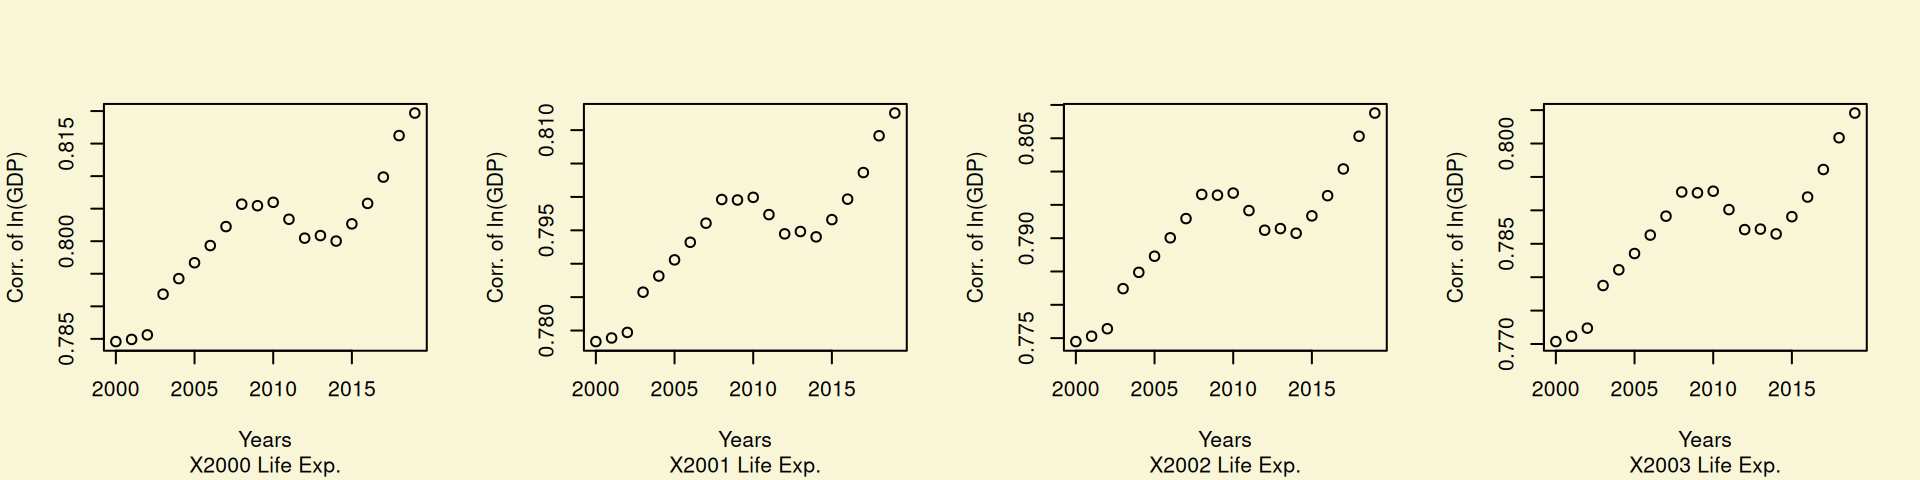 Corr. of ln(GDP)
0.785 0.800 0.815
2000 2005 2010 2015
Years
X2000 Life Exp.
Corr. of ln(GDP)
0.780 0.795 0.810
2000 2005 2010 2015
Years
X2001 Life Exp.
Corr. of ln(GDP)
0.775 0.790 0.805
2000 2005 2010 2015
Years
X2002 Life Exp.
Corr. of ln(GDP)
0.770 0.785 0.800
2000 2005 2010 2015
Years
X2003 Life Exp.